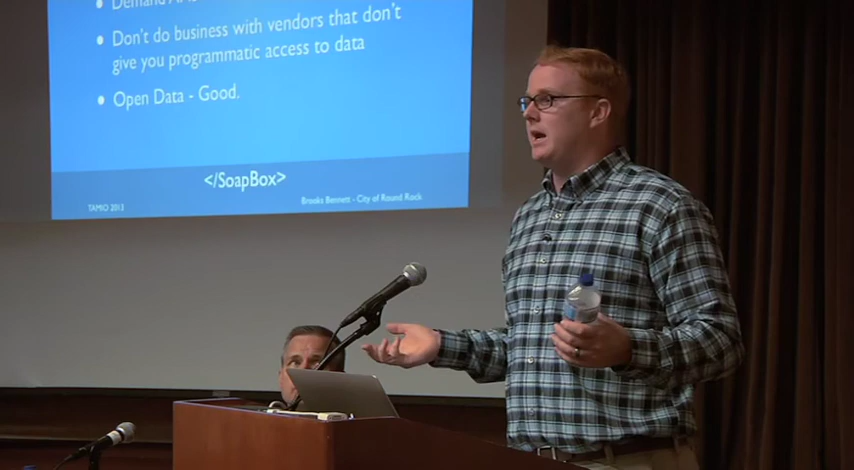 • Demand
• Don't do business with vendors that don't
give you programmatic access to data
• Open Data - Good.
</SoapBox>
TAMIO 2013
Brooks Bennett - City of Round Rock